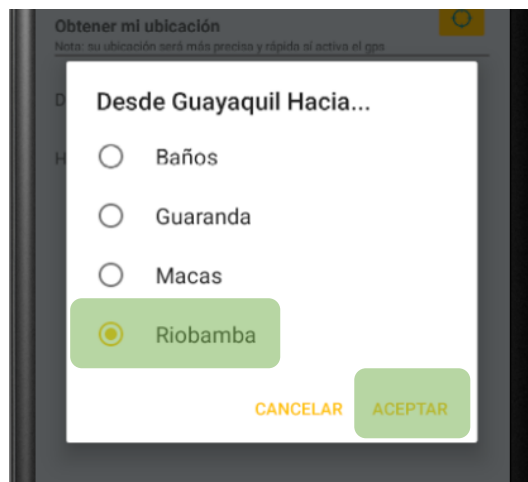 Obtener mi ubicación
Nota: su ubicación será más precisa y rápida si activa el gps
D
Desde Guayaquil Hacia...
H
Baños
Guaranda
Macas
Riobamba
CANCELAR ACEPTAR